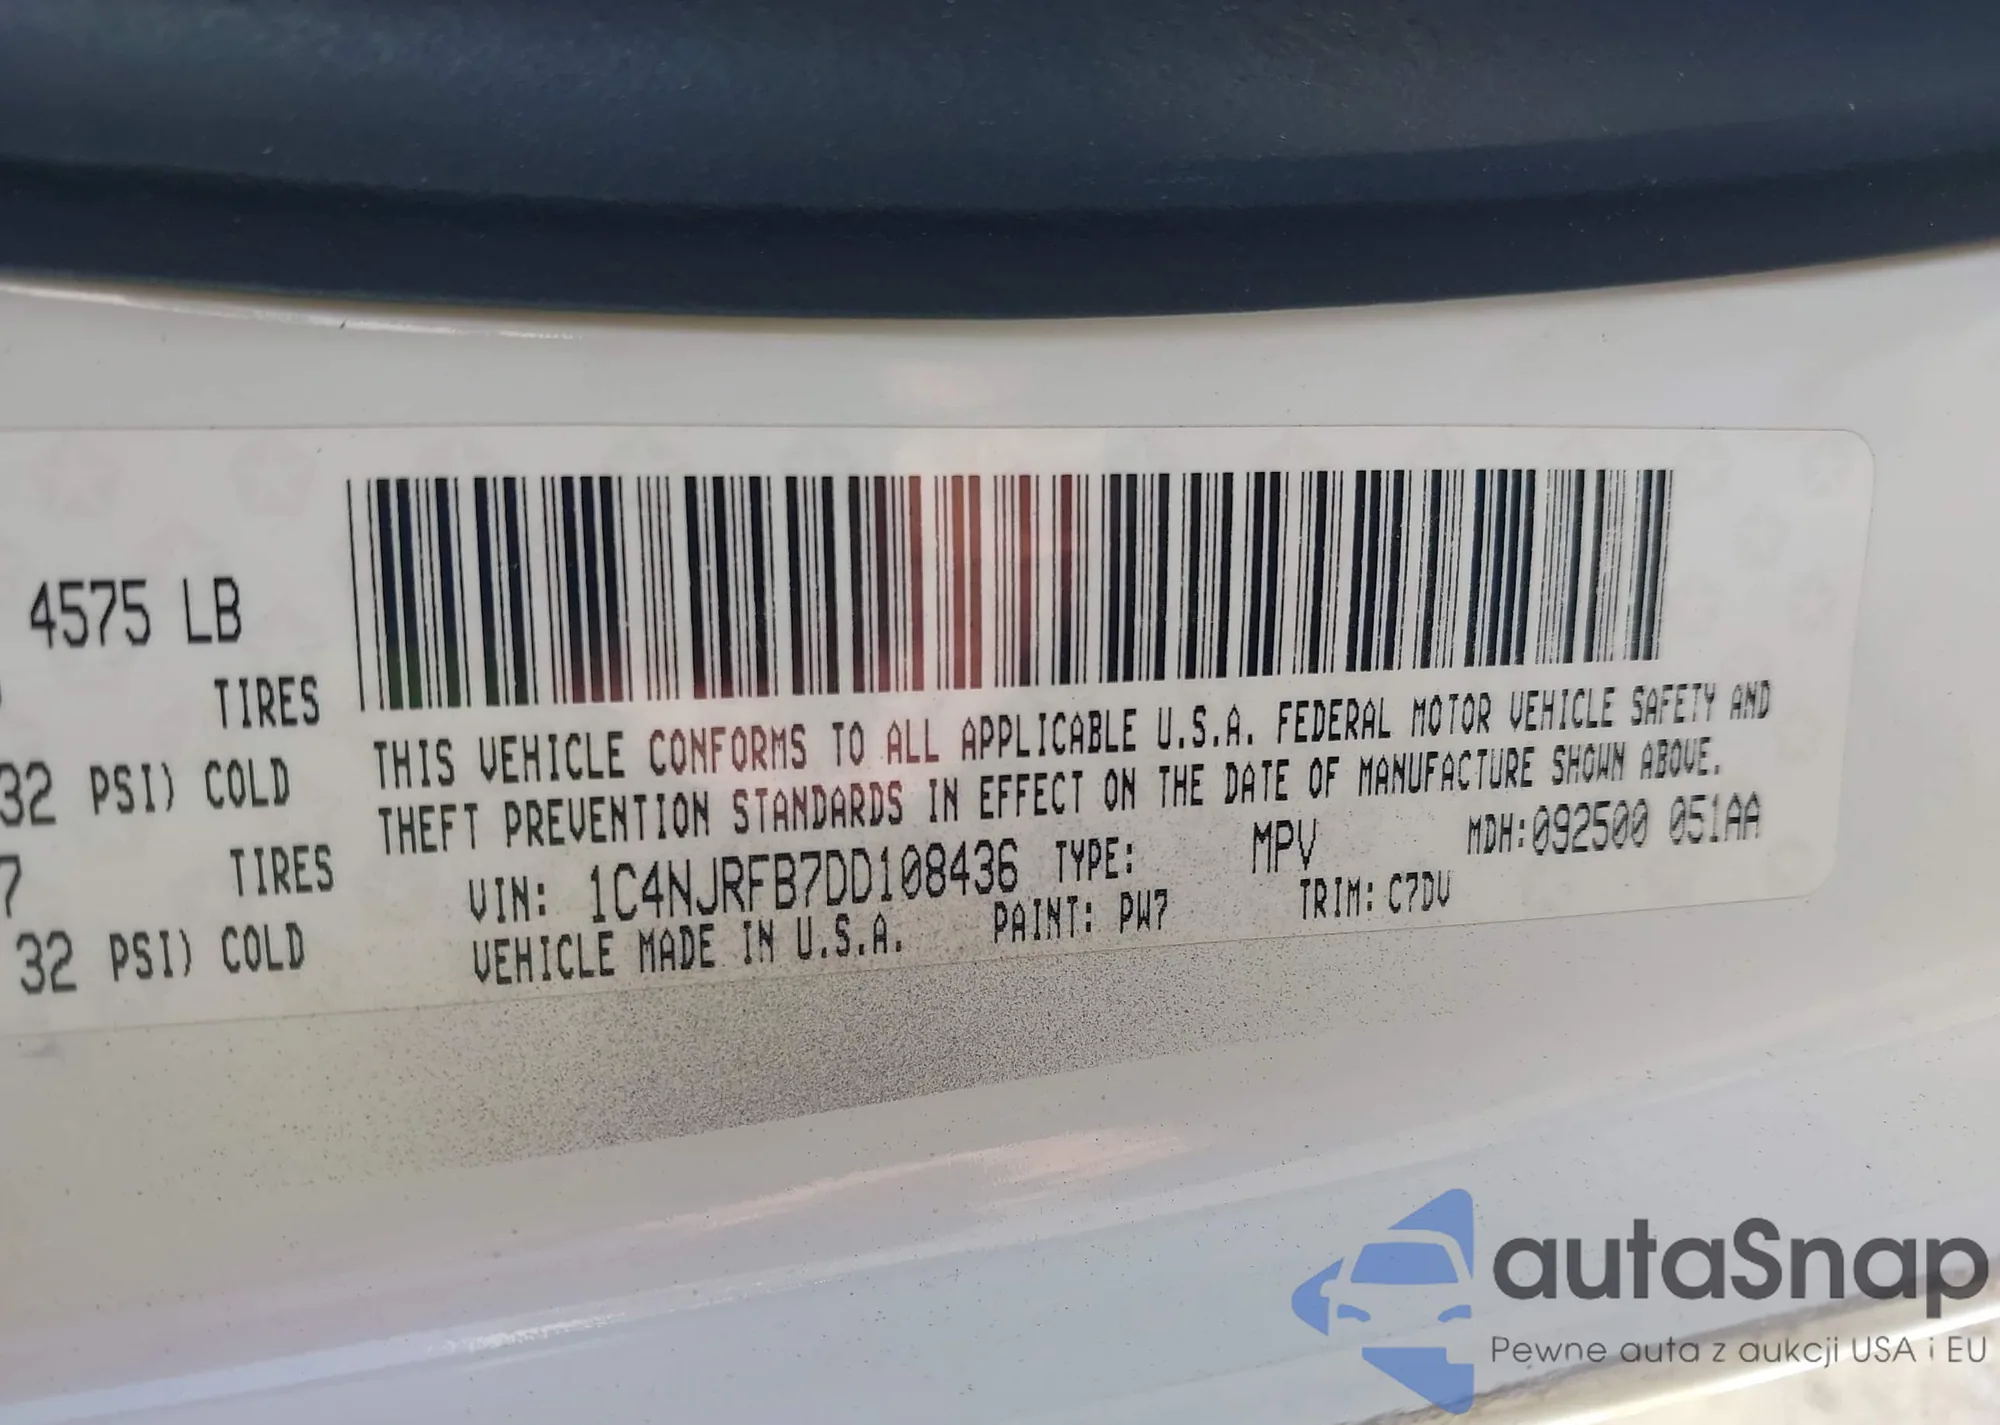 4575 LB
TIRES
32 PSI) COLD
7 TIRES
32 PSI) COLD
THIS VEHICLE CONFORMS TO ALL APPLICABLE U.S.A. FEDERAL MOTOR VEHICLE SAFETY AND
THEFT PREVENTION STANDARDS IN EFFECT ON THE DATE OF MANUFACTURE SHOWN ABOVE.
VIN: 1C4NJRFB7DD108436 TYPE: MPV MDH:092500 051AA
VEHICLE MADE IN U.S.A. PAINT: PW7 TRIM: C7DV
autaSnap
Pewne auta z aukcji USA i EU